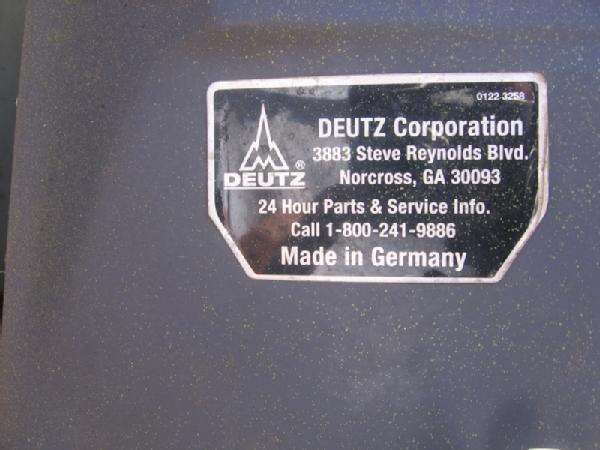 0122 3258
DEUTZ Corporation
3883 Steve Reynolds Blvd.
DEUTZ®
Norcross, GA 30093
24 Hour Parts & Service Info.
Call 1-800-241-9886
Made in Germany